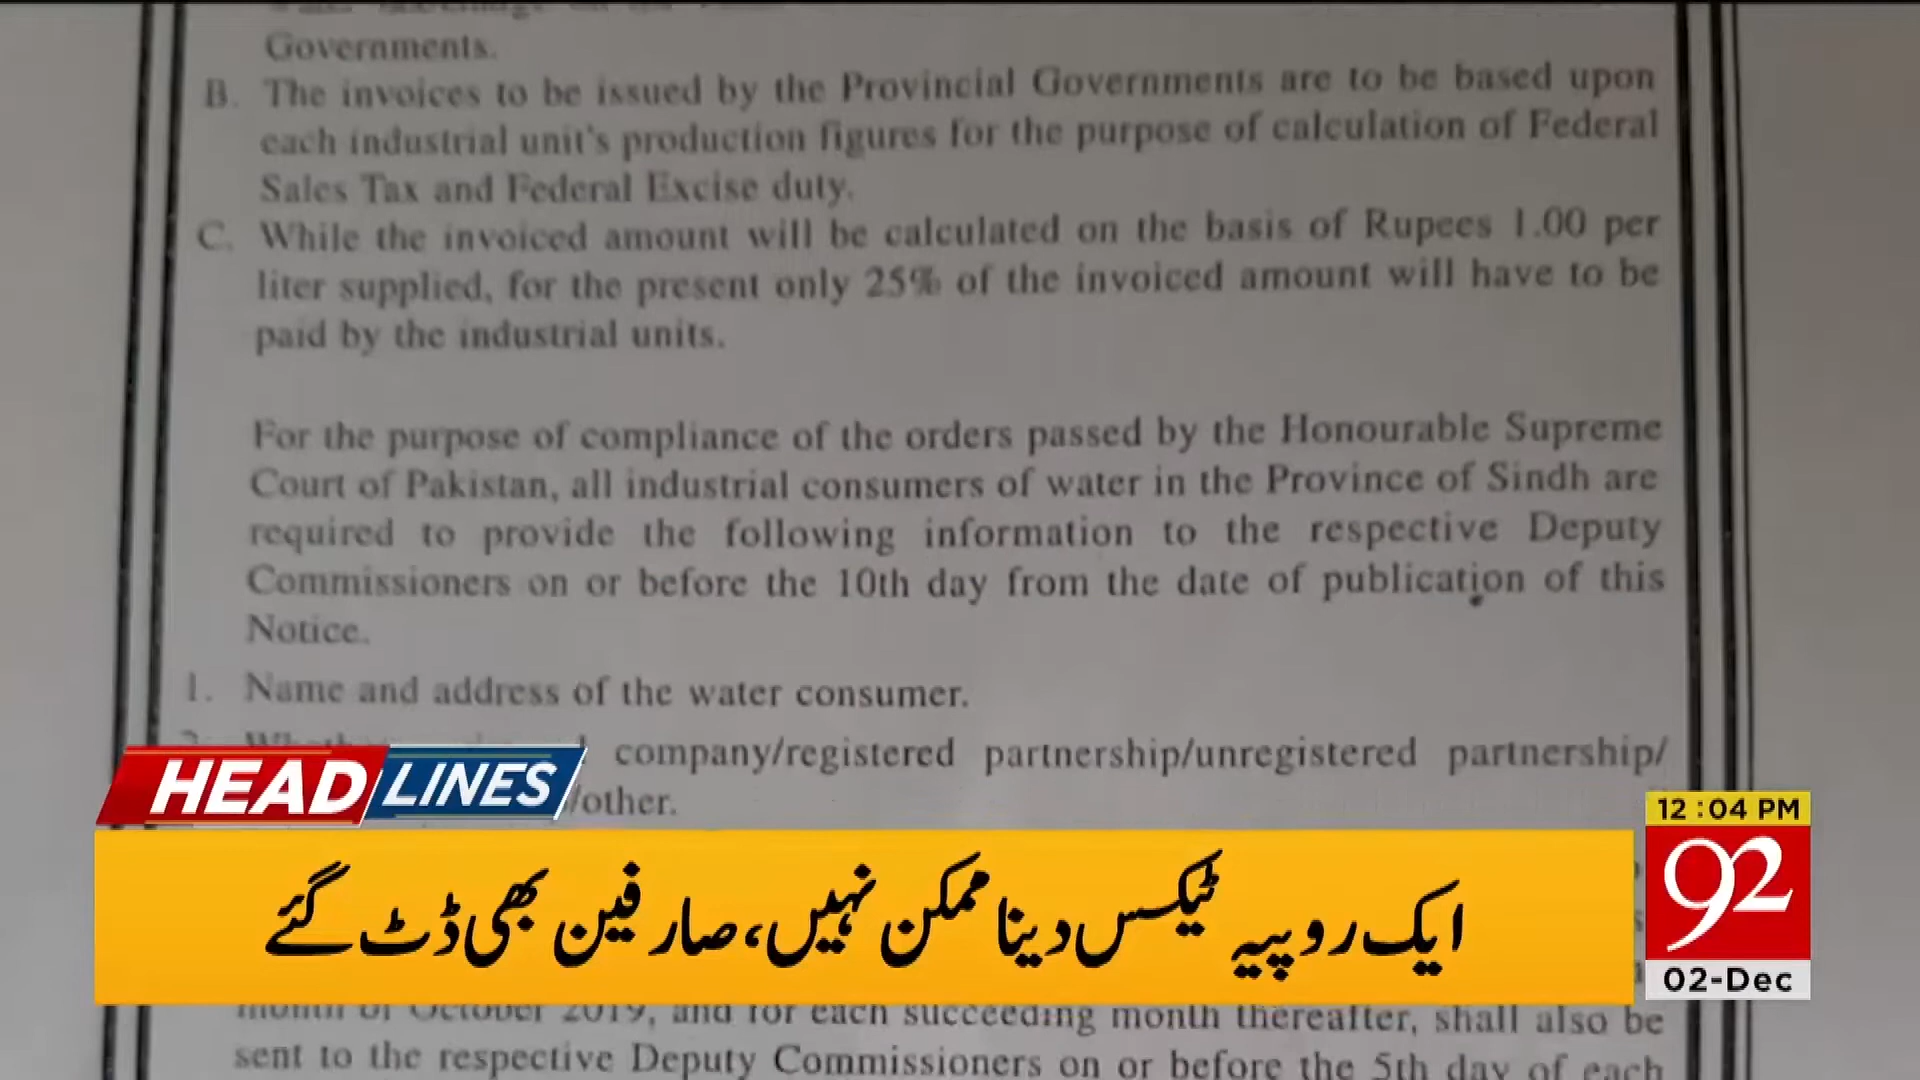 Governments.
B. The invoices to be issued by the Provincial Governments are to be based upon
each industrial unit's production figures for the purpose of calculation of Federal
Sales Tax and Federal Excise duty.
C. While the invoiced amount will be calculated on the basis of Rupees 1.00 per
liter supplied, for the present only 25% of the invoiced amount will have to be
paid by the industrial units.
For the purpose of compliance of the orders passed by the Honourable Supreme
Court of Pakistan, all industrial consumers of water in the Province of Sindh are
required to provide the following information to the respective Deputy
Commissioners on or before the 10th day from the date of publication of this
Notice.
1. Name and address of the water consumer.
company/registered partnership/unregistered partnership/
/other.
HEADLINES
12:04 PM
92
02-Dec
ایک روپیہ ٹیکس دینا ممکن نہیں، صارفین بھی ڈٹ گئے
month of October 2019, and for each succeeding month thereafter, shall also be
sent to the respective Deputy Commissioners on or before the 5th day of each